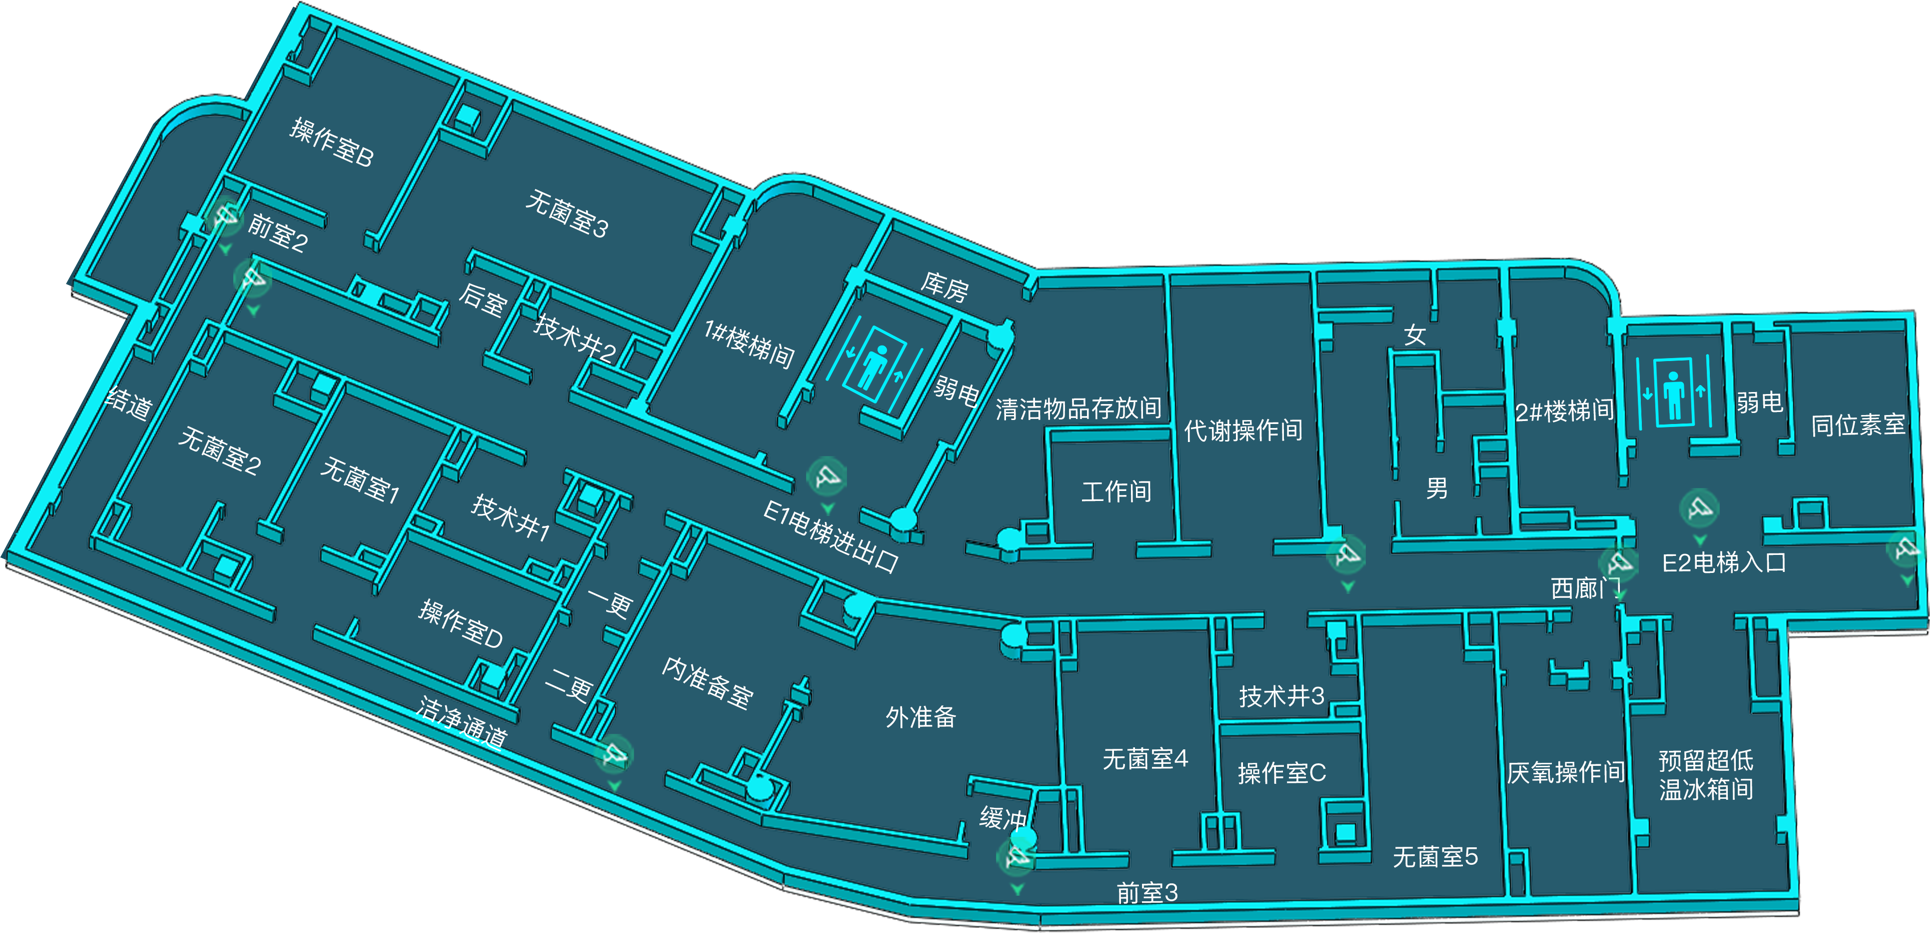 操作室B
无菌室3
前室2
后室
技术井2
1#楼梯间
库房
弱电
结道
无菌室2
无菌室1
技术井1
E1电梯进出口
清洁物品存放间
工作间
代谢操作间
女
男
2#楼梯间
弱电
同位素室
E2电梯入口
西廊门
操作室D
一更
二更
洁净通道
内准备室
外准备
缓冲
无菌室4
技术井3
操作室C
无菌室5
前室3
厌氧操作间
预留超低
温冰箱间